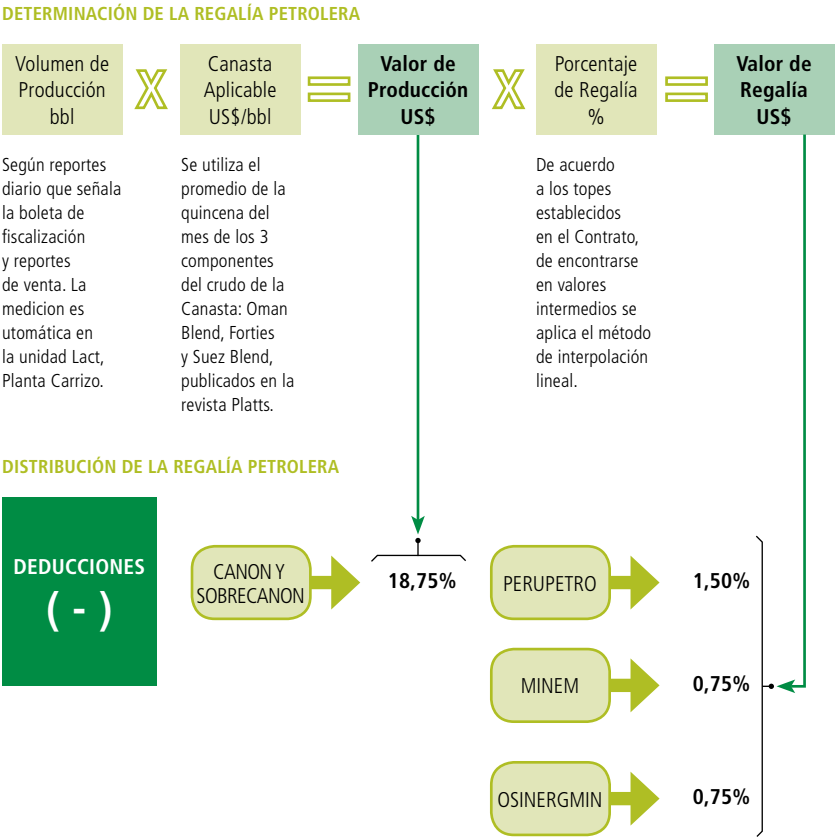 DETERMINACIÓN DE LA REGALÍA PETROLERA
Volumen de
Producción
bbl
X
Canasta
Aplicable
US$/bbl
=
Valor de
Producción
US$
X
Porcentaje
de Regalía
%
=
Valor de
Regalía
US$
Según reportes
diario que señala
la boleta de
fiscalización
y reportes
de venta. La
medicion es
utomática en
la unidad Lact,
Planta Carrizo.
Se utiliza el
promedio de la
quincena del
mes de los 3
componentes
del crudo de la
Canasta: Oman
Blend, Forties
y Suez Blend,
publicados en la
revista Platts.
De acuerdo
a los topes
establecidos
en el Contrato,
de encontrarse
en valores
intermedios se
aplica el método
de interpolación
lineal.
DISTRIBUCIÓN DE LA REGALÍA PETROLERA
DEDUCCIONES
( - )
CANON Y
SOBRECANON
18,75%
PERUPETRO
1,50%
MINEM
0,75%
OSINERGMIN
0,75%